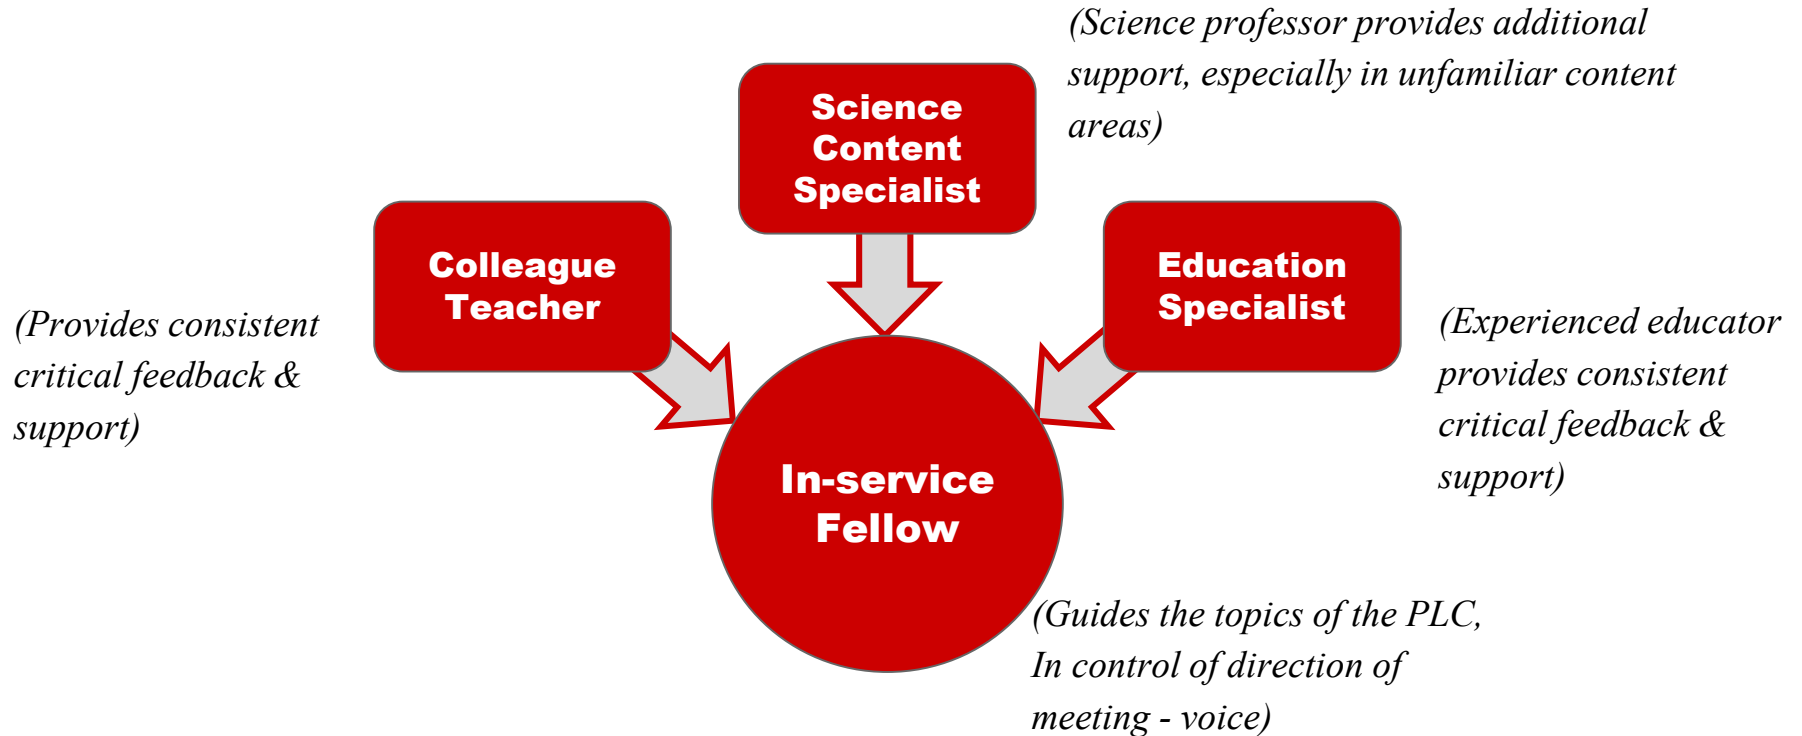 (Science professor provides additional
support, especially in unfamiliar content
areas)
Science
Content
Specialist
Colleague
Teacher
Education
Specialist
(Provides consistent
critical feedback &
support)
(Experienced educator
provides consistent
critical feedback &
support)
In-service
Fellow
(Guides the topics of the PLC,
In control of direction of
meeting - voice)